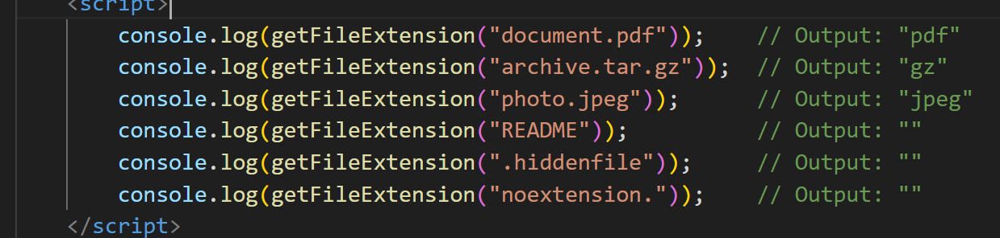 <script>
console.log(getFileExtension("document.pdf"));    // Output: "pdf"
console.log(getFileExtension("archive.tar.gz"));  // Output: "gz"
console.log(getFileExtension("photo.jpeg"));      // Output: "jpeg"
console.log(getFileExtension("README"));          // Output: ""
console.log(getFileExtension(".hiddenfile"));     // Output: ""
console.log(getFileExtension("noextension."));    // Output: ""
</script>